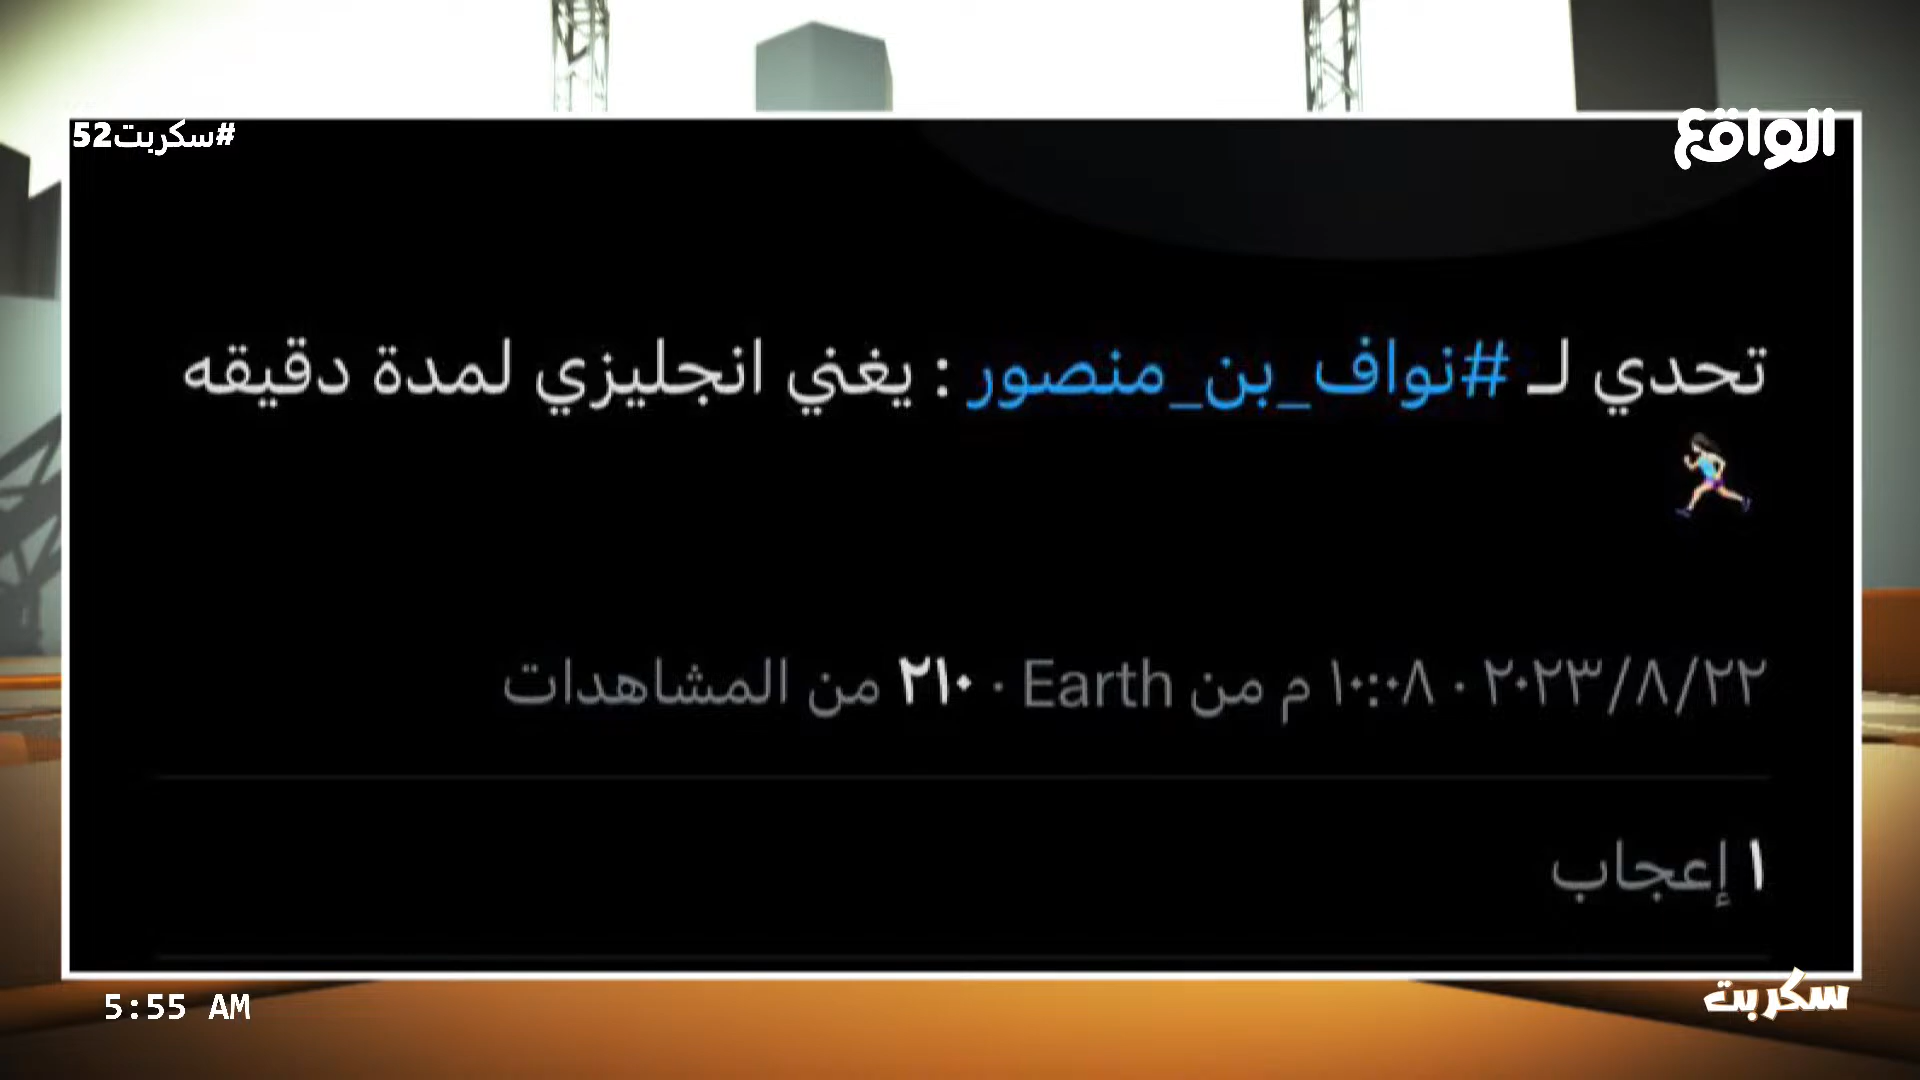 #سكربت52
الواقع
تحدي لـ #نواف_بن_منصور : يغني انجليزي لمدة دقيقه
٢٠٢٣/٨/٢٢ · ١٠:٠٨ م من Earth · ٢١٠ من المشاهدات
١ إعجاب
5:55 AM
سكربت